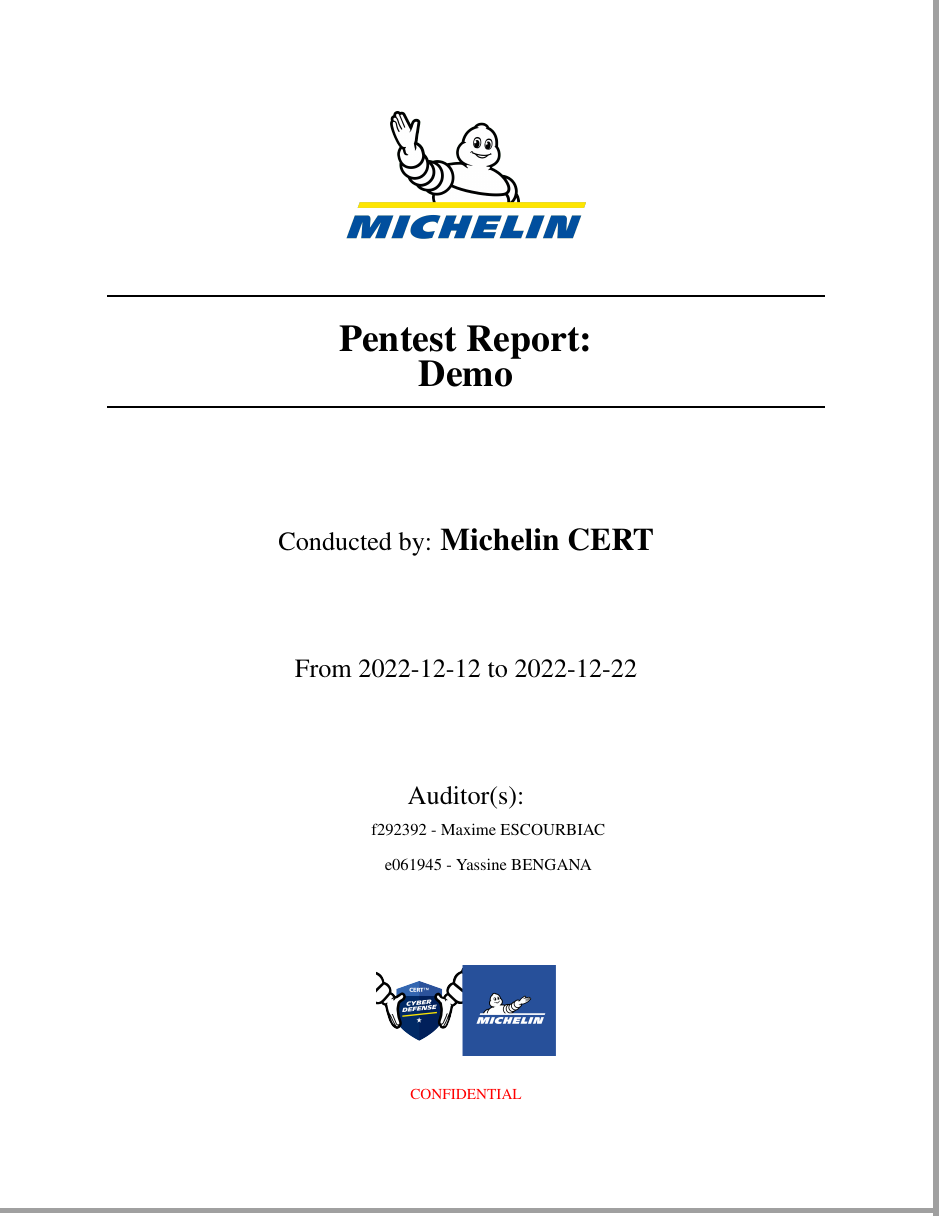 MICHELIN
Pentest Report:
Demo
Conducted by: Michelin CERT
From 2022-12-12 to 2022-12-22
Auditor(s):
f292392 - Maxime ESCOURBIAC
e061945 - Yassine BENGANA
CERT™
CYBER
DEFENSE
MICHELIN
CONFIDENTIAL